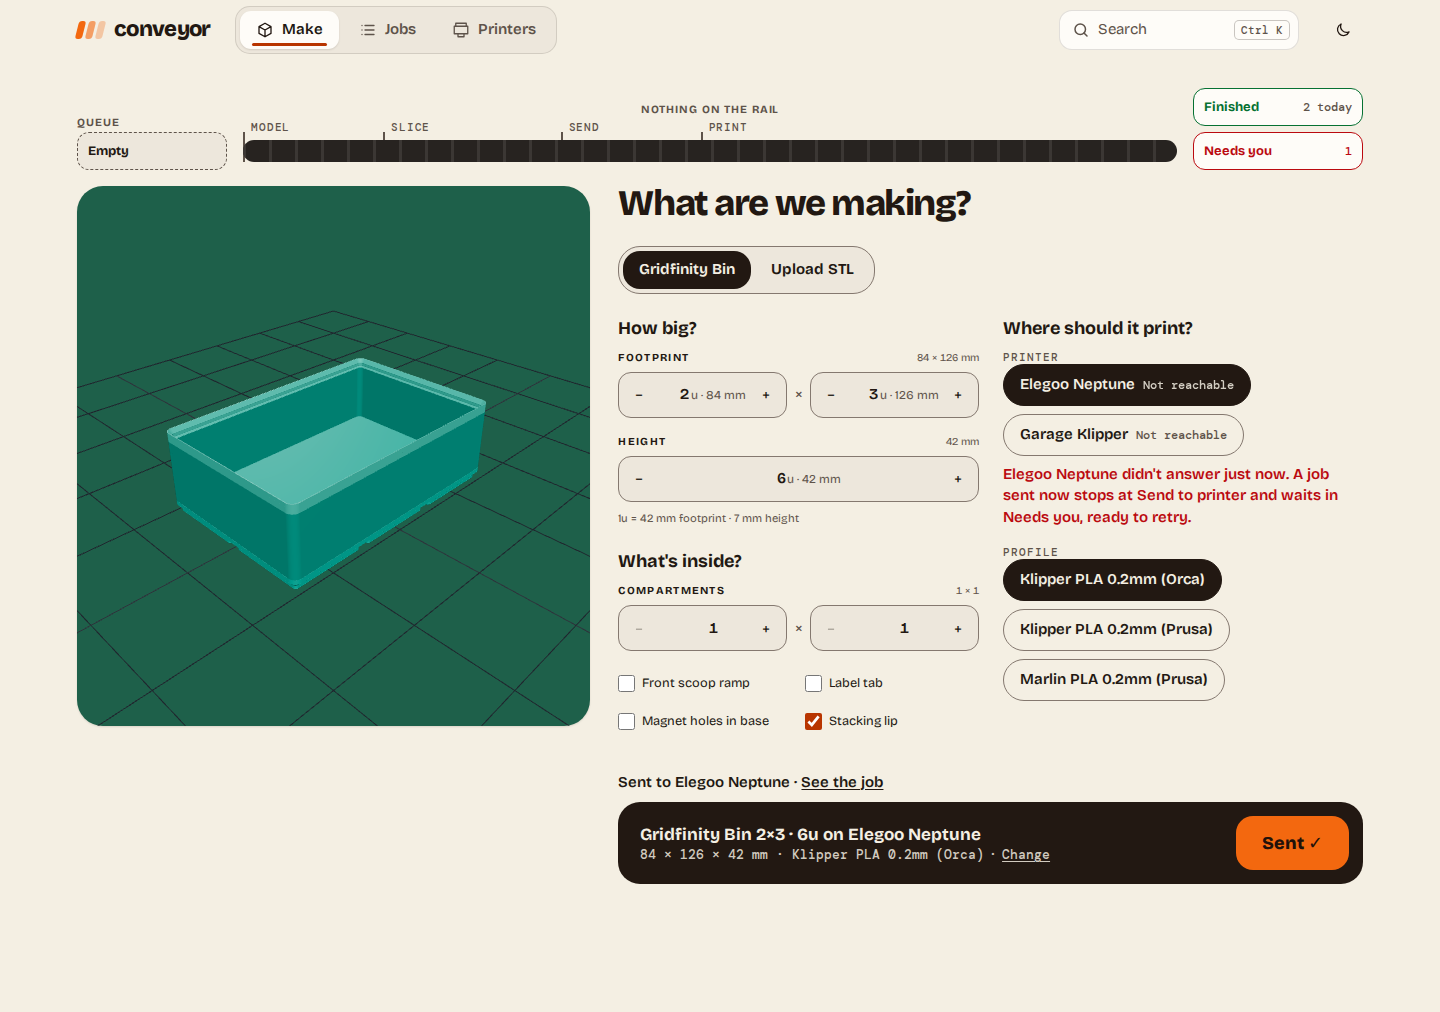 conveyor
Make
Jobs
Printers
Search
Ctrl K
QUEUE
Empty
NOTHING ON THE RAIL
MODEL
SLICE
SEND
PRINT
Finished 2 today
Needs you 1
What are we making?
Gridfinity Bin
Upload STL
How big?
FOOTPRINT 84 × 126 mm
− 2 u · 84 mm + × − 3 u · 126 mm +
HEIGHT 42 mm
− 6 u · 42 mm +
1u = 42 mm footprint · 7 mm height
What's inside?
COMPARTMENTS 1 × 1
− 1 + × − 1 +
Front scoop ramp
Label tab
Magnet holes in base
Stacking lip
Where should it print?
PRINTER
Elegoo Neptune Not reachable
Garage Klipper Not reachable
Elegoo Neptune didn't answer just now. A job
sent now stops at Send to printer and waits in
Needs you, ready to retry.
PROFILE
Klipper PLA 0.2mm (Orca)
Klipper PLA 0.2mm (Prusa)
Marlin PLA 0.2mm (Prusa)
Sent to Elegoo Neptune · See the job
Gridfinity Bin 2×3 · 6u on Elegoo Neptune
84 × 126 × 42 mm · Klipper PLA 0.2mm (Orca) · Change
Sent ✓